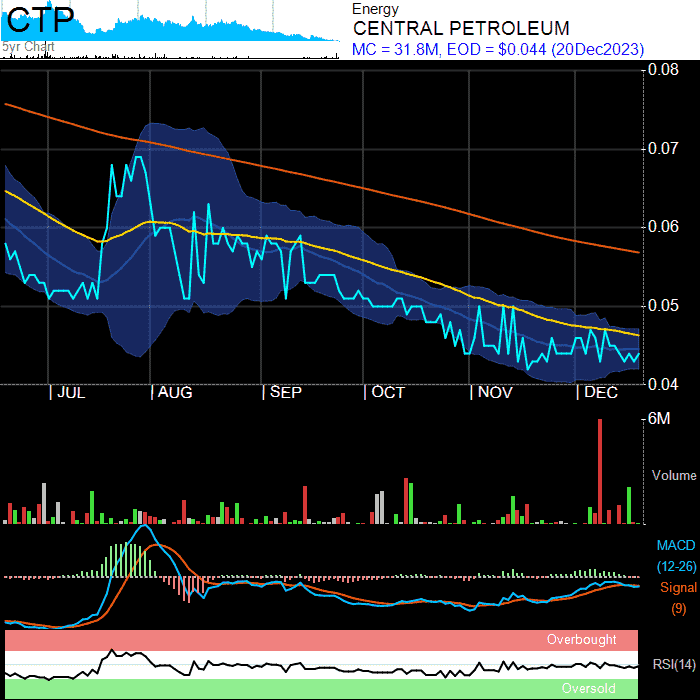 CTP
5yr Chart
Energy
CENTRAL PETROLEUM
MC = 31.8M, EOD = $0.044 (20Dec2023)
0.08
0.07
0.06
0.05
0.04
JUL AUG SEP OCT NOV DEC
6M
Volume
MACD
(12-26)
Signal
(9)
Overbought
RSI(14)
Oversold